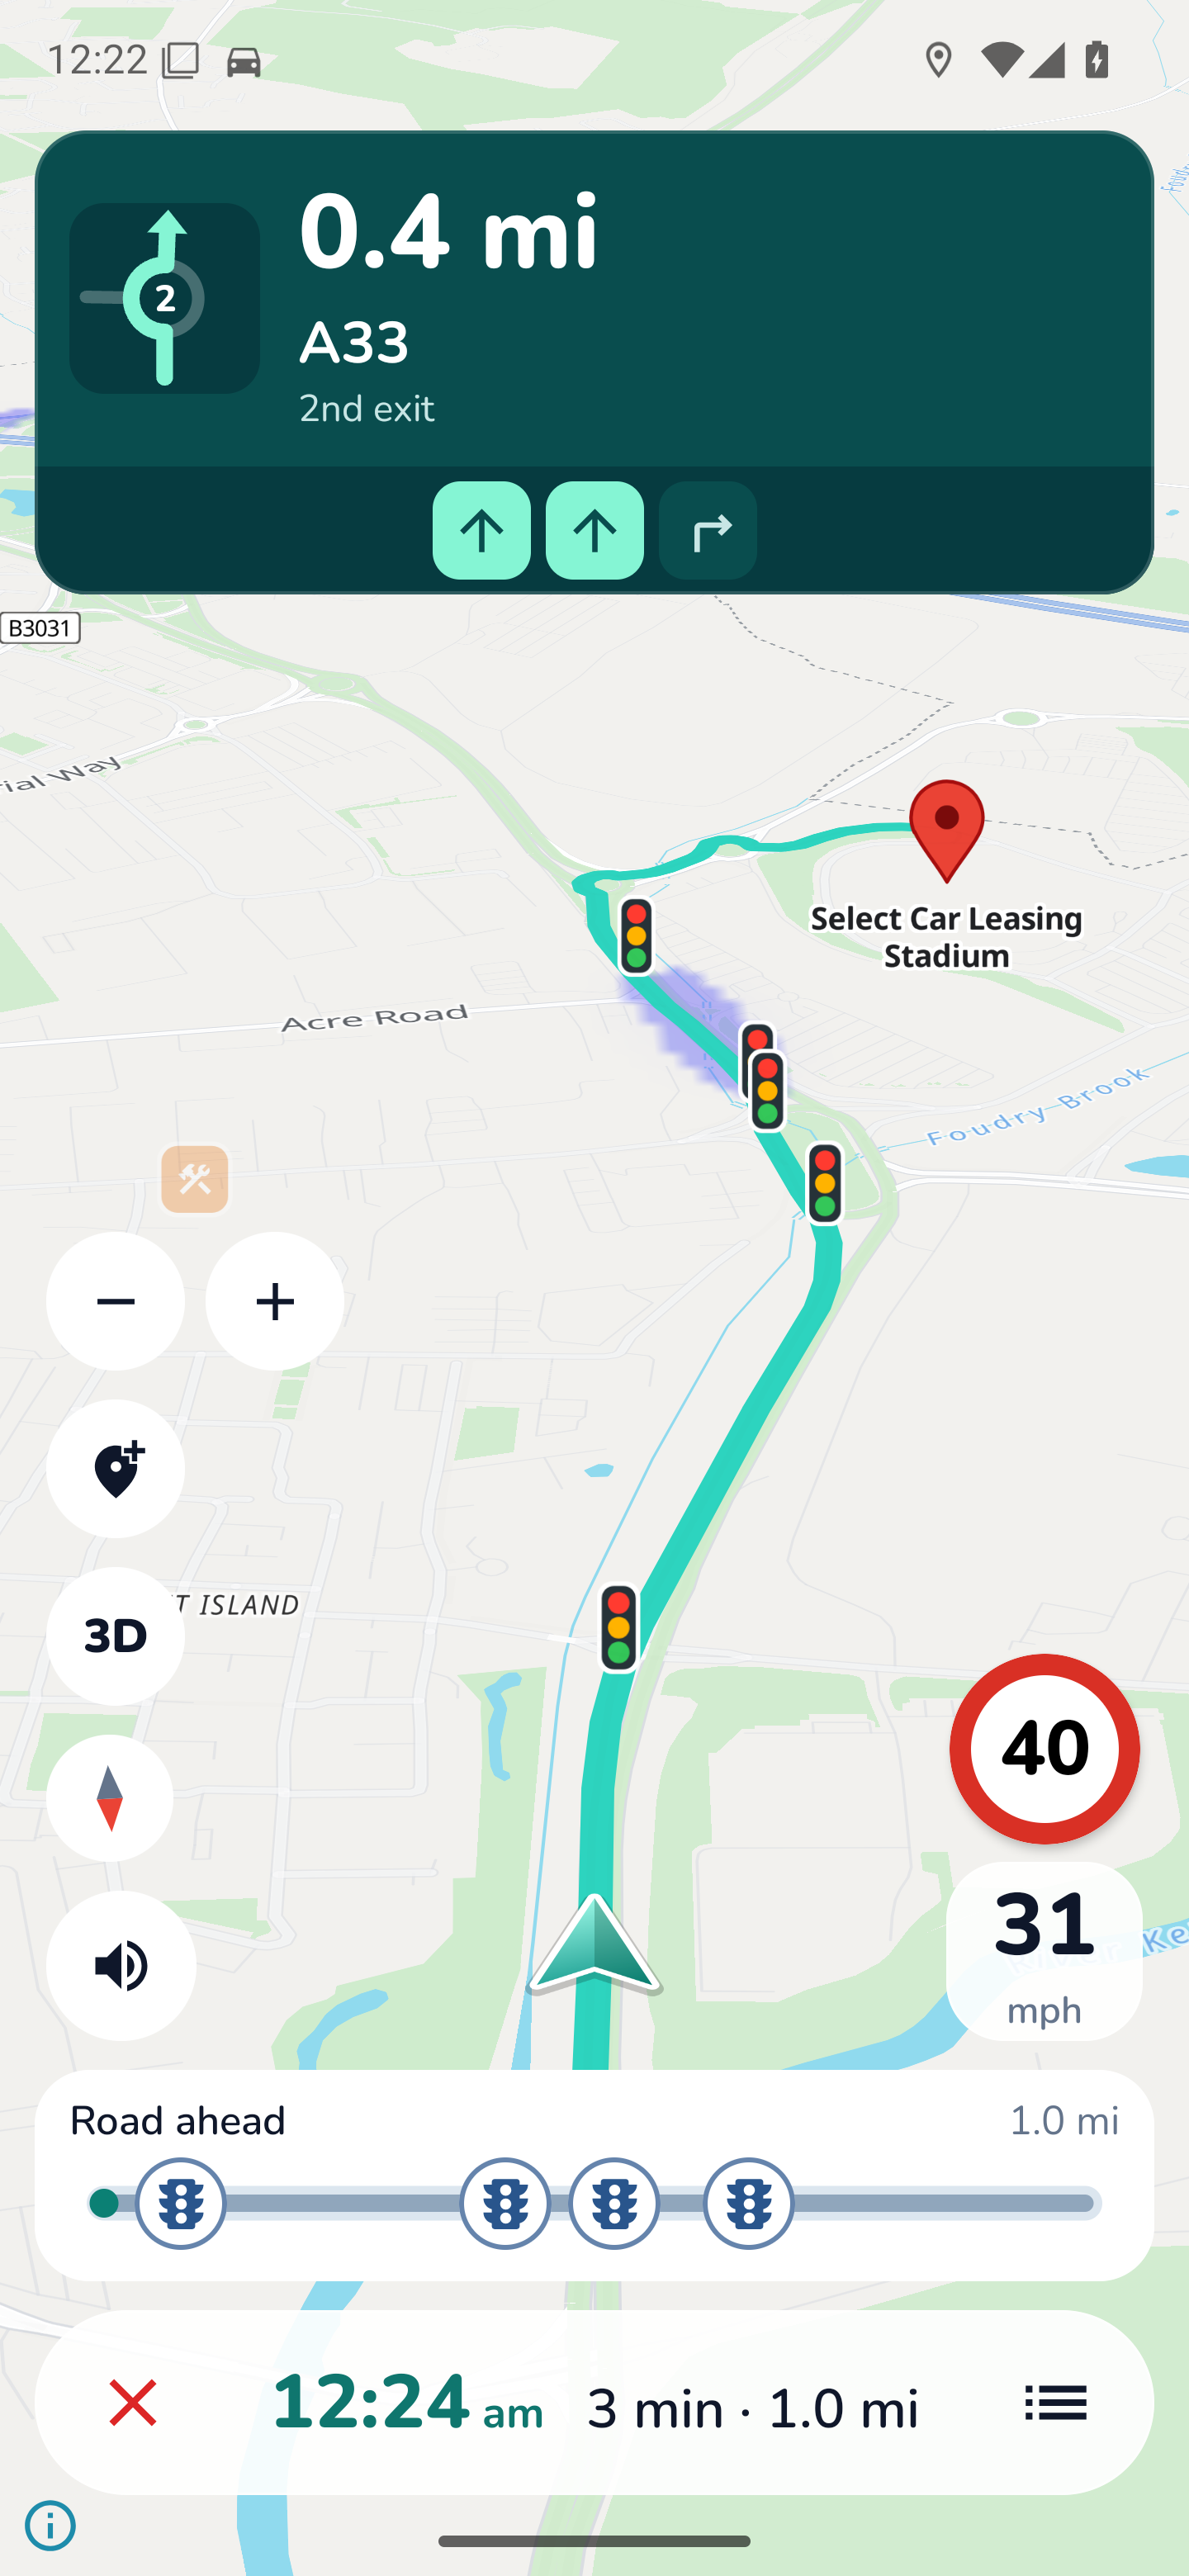 12:22
0.4 mi
2
A33
2nd exit
B3031
rial Way
Select Car Leasing
Stadium
Acre Road
Foudry Brook
3D
T ISLAND
40
31
mph
Road ahead
1.0 mi
12:24 am
3 min · 1.0 mi